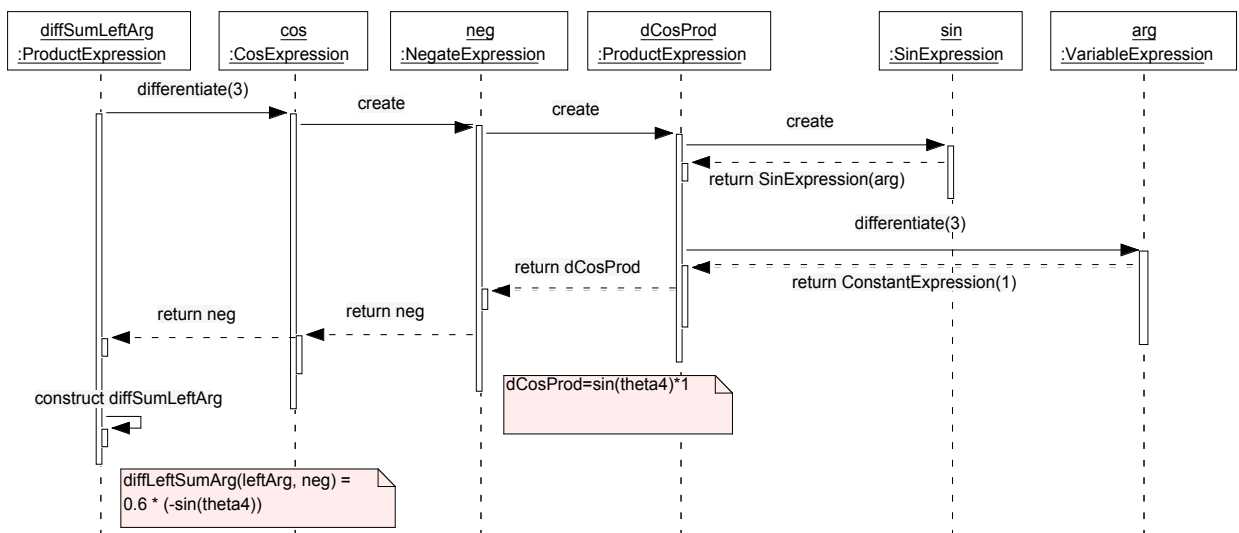 diffSumLeftArg
:ProductExpression
cos
:CosExpression
neg
:NegateExpression
dCosProd
:ProductExpression
sin
:SinExpression
arg
:VariableExpression
differentiate(3)
create
create
create
return SinExpression(arg)
differentiate(3)
return dCosProd
return ConstantExpression(1)
return neg
return neg
dCosProd=sin(theta4)*1
construct diffSumLeftArg
diffLeftSumArg(leftArg, neg) =
0.6 * (-sin(theta4))